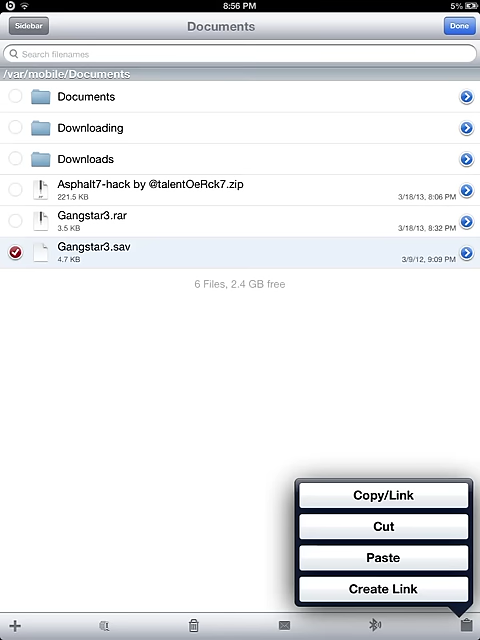 8:56 PM
5%
Sidebar
Documents
Done
Search filenames
/var/mobile/Documents
Documents
Downloading
Downloads
Asphalt7-hack by @talentOeRck7.zip
221.5 KB
3/18/13, 8:06 PM
Gangstar3.rar
3.5 KB
3/18/13, 8:32 PM
Gangstar3.sav
4.7 KB
3/9/12, 9:09 PM
6 Files, 2.4 GB free
Copy/Link
Cut
Paste
Create Link